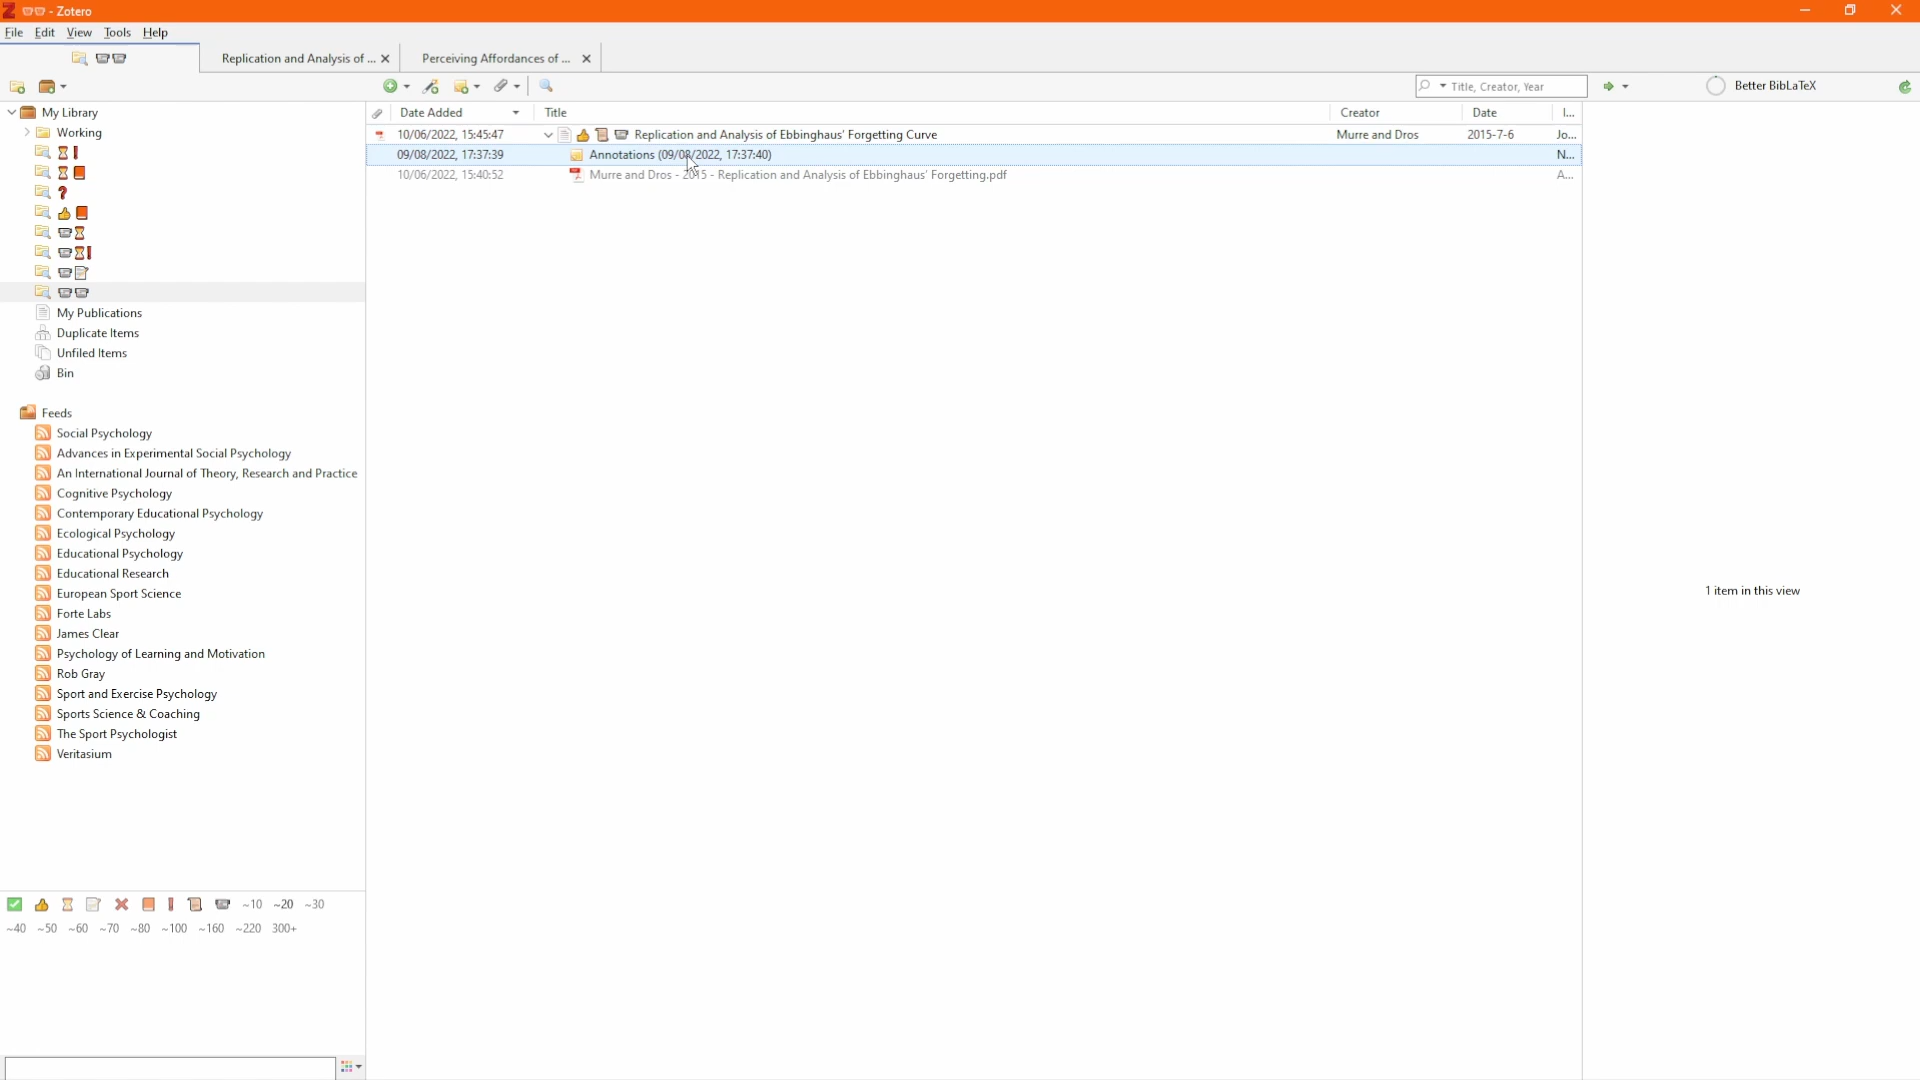 - Zotero
File Edit View Tools Help
Replication and Analysis of ...
Perceiving Affordances of ...
Title, Creator, Year
Better BibLaTeX
My Library
Working
My Publications
Duplicate Items
Unfiled Items
Bin
Feeds
Social Psychology
Advances in Experimental Social Psychology
An International Journal of Theory, Research and Practice
Cognitive Psychology
Contemporary Educational Psychology
Ecological Psychology
Educational Psychology
Educational Research
European Sport Science
Forte Labs
James Clear
Psychology of Learning and Motivation
Rob Gray
Sport and Exercise Psychology
Sports Science & Coaching
The Sport Psychologist
Veritasium
~10 ~20 ~30
~40 ~50 ~60 ~70 ~80 ~100 ~160 ~220 300+
Date Added Title Creator Date I...
10/06/2022, 15:45:47 Replication and Analysis of Ebbinghaus' Forgetting Curve Murre and Dros 2015-7-6 Jo...
09/08/2022, 17:37:39 Annotations (09/08/2022, 17:37:40) N...
10/06/2022, 15:40:52 Murre and Dros - 2015 - Replication and Analysis of Ebbinghaus' Forgetting.pdf A...
1 item in this view